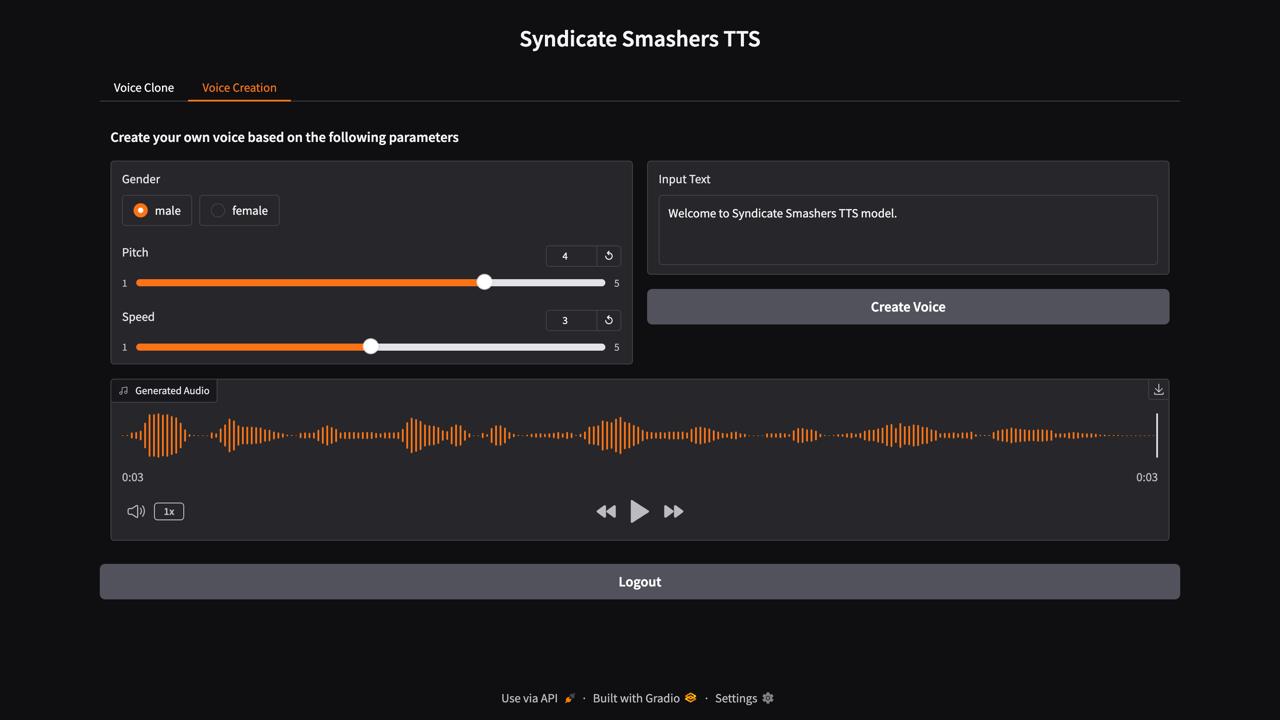 Syndicate Smashers TTS
Voice Clone
Voice Creation
Create your own voice based on the following parameters
Gender
male
female
Pitch
4
1
5
Speed
3
1
5
Input Text
Welcome to Syndicate Smashers TTS model.
Create Voice
Generated Audio
0:03
0:03
1x
Logout
Use via API · Built with Gradio · Settings